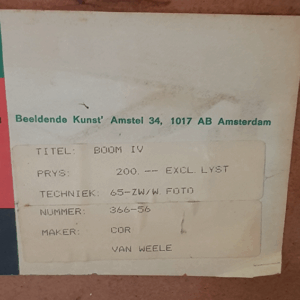 Beeldende Kunst' Amstel 34, 1017 AB Amsterdam
TITEL: BOOM IV
PRYS: 200.-- EXCL LYST
TECHNIEK: 65-ZW/W.FOTO
NUMMER: 366-56
MAKER: COR
VAN WEELE